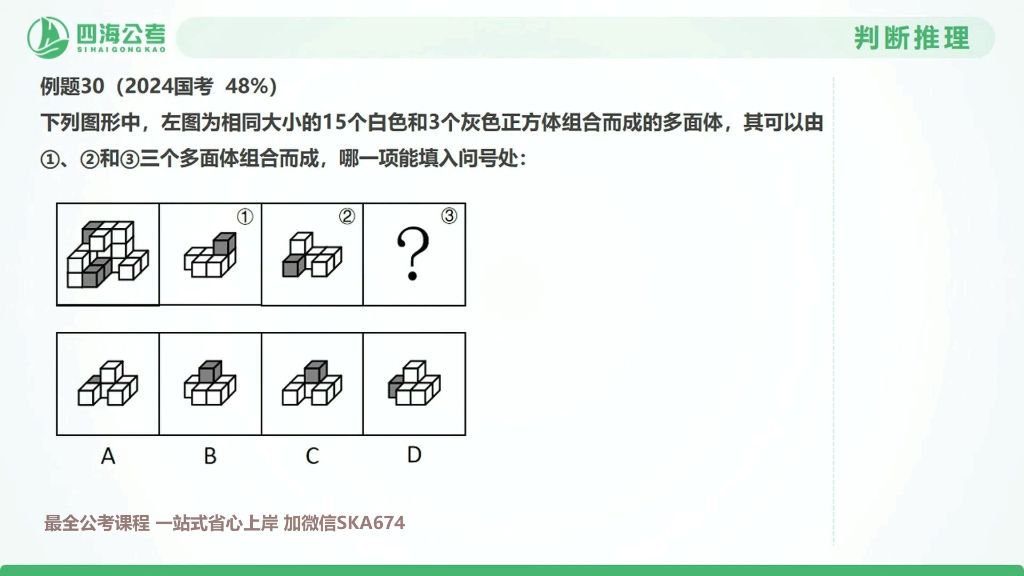 四海公考
SIHAIGONGKAO
判断推理
例题30（2024国考 48%）
下列图形中，左图为相同大小的15个白色和3个灰色正方体组合而成的多面体，其可以由
①、②和③三个多面体组合而成，哪一项能填入问号处：
① ② ③
?
A B C D
最全公考课程 一站式省心上岸 加微信SKA674